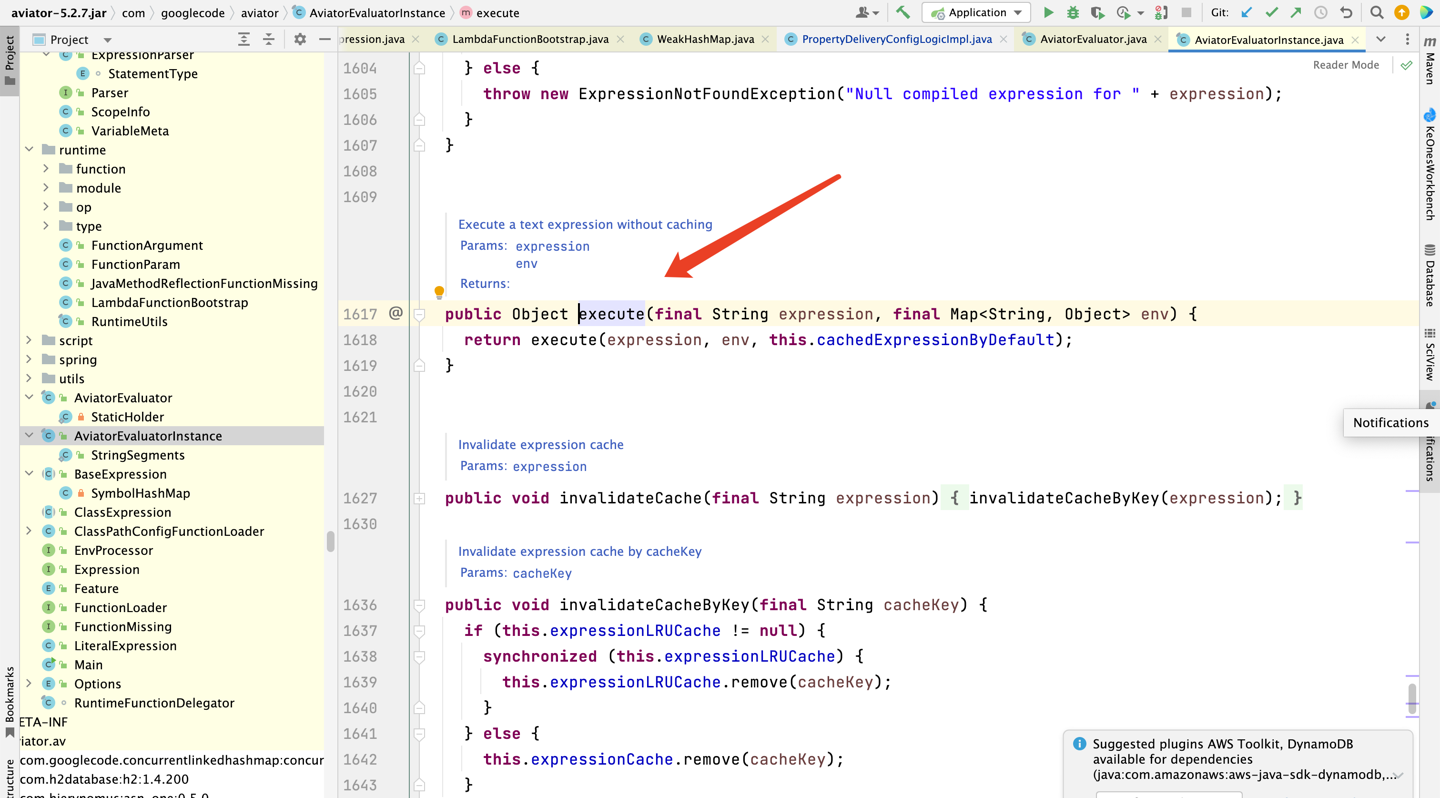 aviator-5.2.7.jar com googlecode aviator AviatorEvaluatorInstance execute
Application
Git:
Project
pression.java
LambdaFunctionBootstrap.java
WeakHashMap.java
PropertyDeliveryConfigLogicImpl.java
AviatorEvaluator.java
AviatorEvaluatorInstance.java
Project
ExpressionParser
StatementType
Parser
ScopeInfo
VariableMeta
runtime
function
module
op
type
FunctionArgument
FunctionParam
JavaMethodReflectionFunctionMissing
LambdaFunctionBootstrap
RuntimeUtils
script
spring
utils
AviatorEvaluator
StaticHolder
AviatorEvaluatorInstance
StringSegments
BaseExpression
SymbolHashMap
ClassExpression
ClassPathConfigFunctionLoader
EnvProcessor
Expression
Feature
FunctionLoader
FunctionMissing
LiteralExpression
Main
Options
RuntimeFunctionDelegator
ETA-INF
iator.av
com.googlecode.concurrentlinkedhashmap:concur
com.h2database:h2:1.4.200
Bookmarks
ructure
Reader Mode
1604 } else {
1605 throw new ExpressionNotFoundException("Null compiled expression for " + expression);
1606 }
1607 }
1608
1609
Execute a text expression without caching
Params: expression
env
Returns:
1617 @ public Object execute(final String expression, final Map<String, Object> env) {
1618 return execute(expression, env, this.cachedExpressionByDefault);
1619 }
1620
1621
Invalidate expression cache
Params: expression
1627 public void invalidateCache(final String expression) { invalidateCacheByKey(expression); }
1630
Invalidate expression cache by cacheKey
Params: cacheKey
1636 public void invalidateCacheByKey(final String cacheKey) {
1637 if (this.expressionLRUCache != null) {
1638 synchronized (this.expressionLRUCache) {
1639 this.expressionLRUCache.remove(cacheKey);
1640 }
1641 } else {
1642 this.expressionCache.remove(cacheKey);
1643 }
m
Maven
KeOnesWorkbench
Database
SciView
Notifications
ifications
Suggested plugins AWS Toolkit, DynamoDB
available for dependencies
(java:com.amazonaws:aws-java-sdk-dynamodb,...